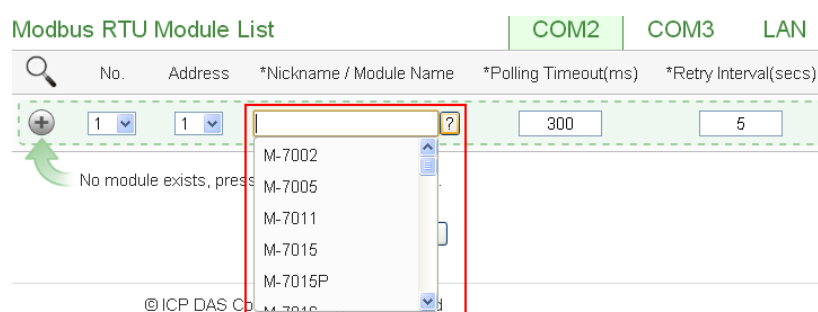 Modbus RTU Module List COM2 COM3 LAN
No. Address *Nickname / Module Name *Polling Timeout(ms) *Retry Interval(secs)
1 1 ? 300 5
M-7002
No module exists, press
M-7005
M-7011
M-7015
M-7015P
© ICP DAS